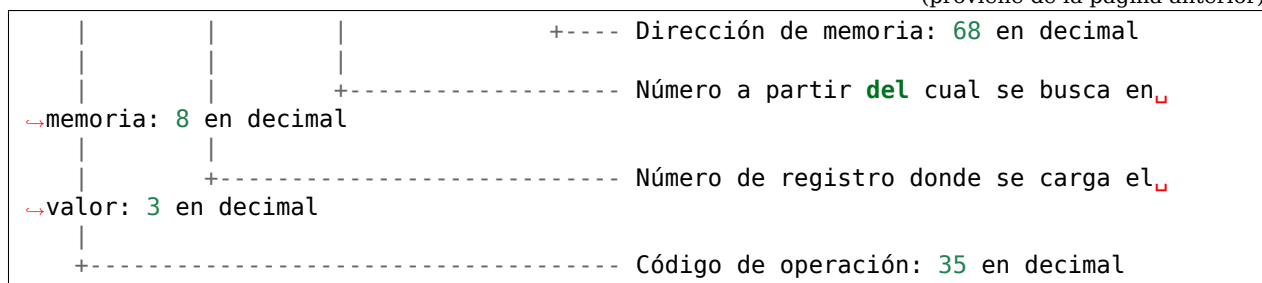 (proviene de la página anterior)
|        |        |              +---- Dirección de memoria: 68 en decimal
|        |        |
|        |        +------------------- Número a partir del cual se busca en␣
↪memoria: 8 en decimal
|        |
|        +---------------------------- Número de registro donde se carga el␣
↪valor: 3 en decimal
|
+------------------------------------- Código de operación: 35 en decimal